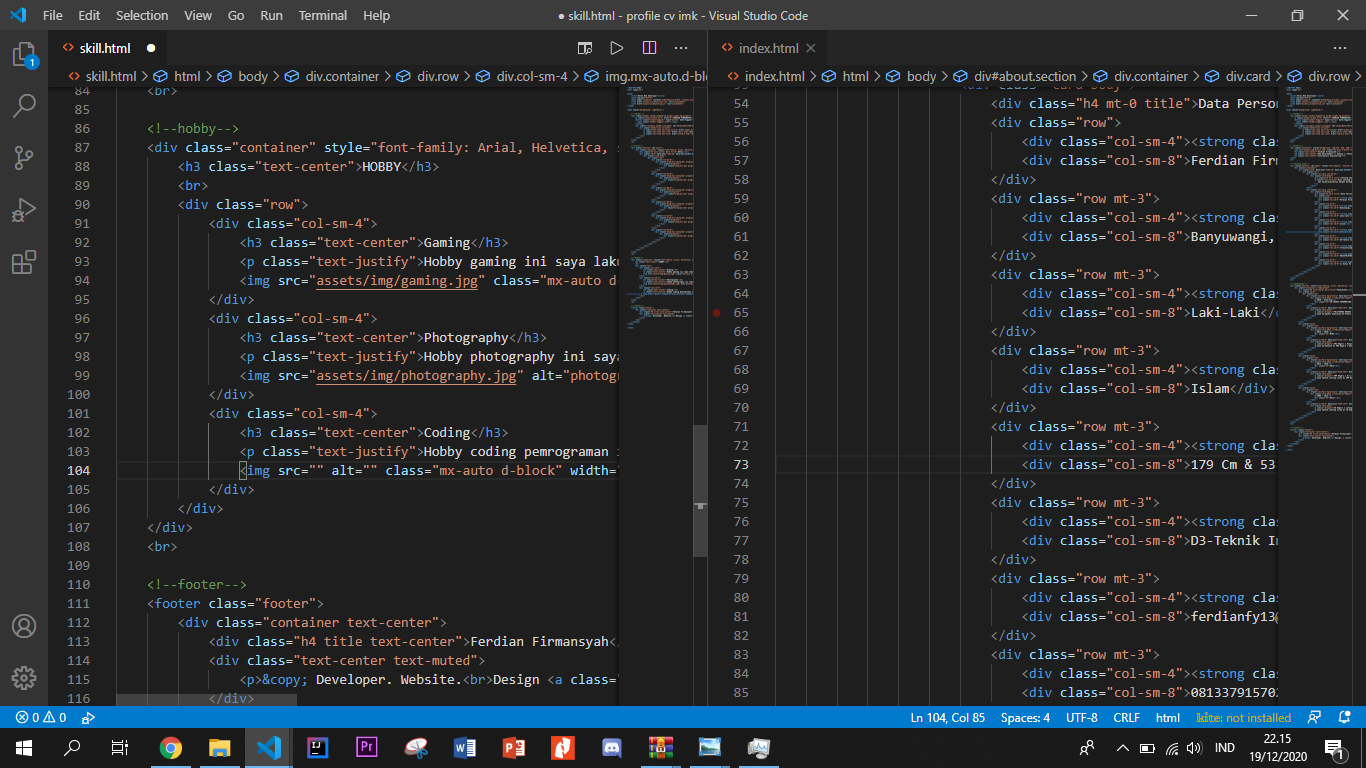 File Edit Selection View Go Run Terminal Help
● skill.html - profile cv imk - Visual Studio Code
skill.html
index.html
skill.html > html > body > div.container > div.row > div.col-sm-4 > img.mx-auto.d-blo
index.html > html > body > div#about.section > div.container > div.card > div.row >
84 <br>
85
86 <!--hobby-->
87 <div class="container" style="font-family: Arial, Helvetica, s
88 <h3 class="text-center">HOBBY</h3>
89 <br>
90 <div class="row">
91 <div class="col-sm-4">
92 <h3 class="text-center">Gaming</h3>
93 <p class="text-justify">Hobby gaming ini saya laku
94 <img src="assets/img/gaming.jpg" class="mx-auto d-
95 </div>
96 <div class="col-sm-4">
97 <h3 class="text-center">Photography</h3>
98 <p class="text-justify">Hobby photography ini saya
99 <img src="assets/img/photography.jpg" alt="photogr
100 </div>
101 <div class="col-sm-4">
102 <h3 class="text-center">Coding</h3>
103 <p class="text-justify">Hobby coding pemrograman i
104 <img src="" alt="" class="mx-auto d-block" width="
105 </div>
106 </div>
107 </div>
108 <br>
109
110 <!--footer-->
111 <footer class="footer">
112 <div class="container text-center">
113 <div class="h4 title text-center">Ferdian Firmansyah</
114 <div class="text-center text-muted">
115 <p>&copy; Developer. Website.<br>Design <a class="
116 </div>
54 <div class="h4 mt-0 title">Data Person
55 <div class="row">
56 <div class="col-sm-4"><strong clas
57 <div class="col-sm-8">Ferdian Firm
58 </div>
59 <div class="row mt-3">
60 <div class="col-sm-4"><strong clas
61 <div class="col-sm-8">Banyuwangi,
62 </div>
63 <div class="row mt-3">
64 <div class="col-sm-4"><strong clas
65 <div class="col-sm-8">Laki-Laki</d
66 </div>
67 <div class="row mt-3">
68 <div class="col-sm-4"><strong clas
69 <div class="col-sm-8">Islam</div>
70 </div>
71 <div class="row mt-3">
72 <div class="col-sm-4"><strong clas
73 <div class="col-sm-8">179 Cm & 53
74 </div>
75 <div class="row mt-3">
76 <div class="col-sm-4"><strong clas
77 <div class="col-sm-8">D3-Teknik In
78 </div>
79 <div class="row mt-3">
80 <div class="col-sm-4"><strong clas
81 <div class="col-sm-8">ferdianfy13@
82 </div>
83 <div class="row mt-3">
84 <div class="col-sm-4"><strong clas
85 <div class="col-sm-8">081337915702
0 0 Ln 104, Col 85 Spaces: 4 UTF-8 CRLF html kite: not installed
IND 22.15
19/12/2020
1